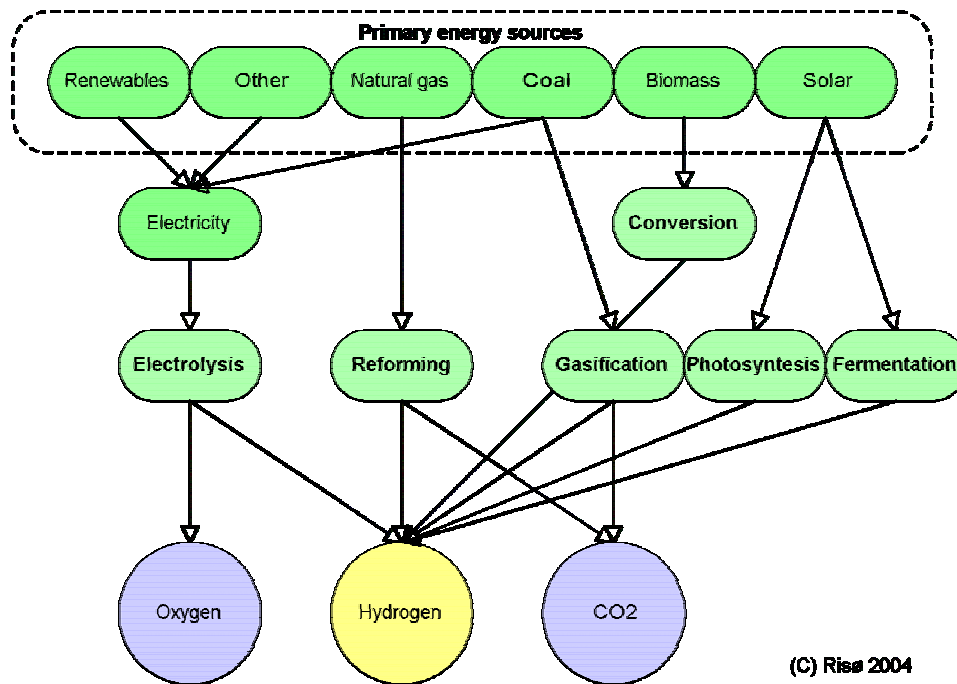 Primary energy sources
Renewables
Other
Natural gas
Coal
Biomass
Solar
Electricity
Conversion
Electrolysis
Reforming
Gasification
Photosyntesis
Fermentation
Oxygen
Hydrogen
CO2
(C) Risø 2004